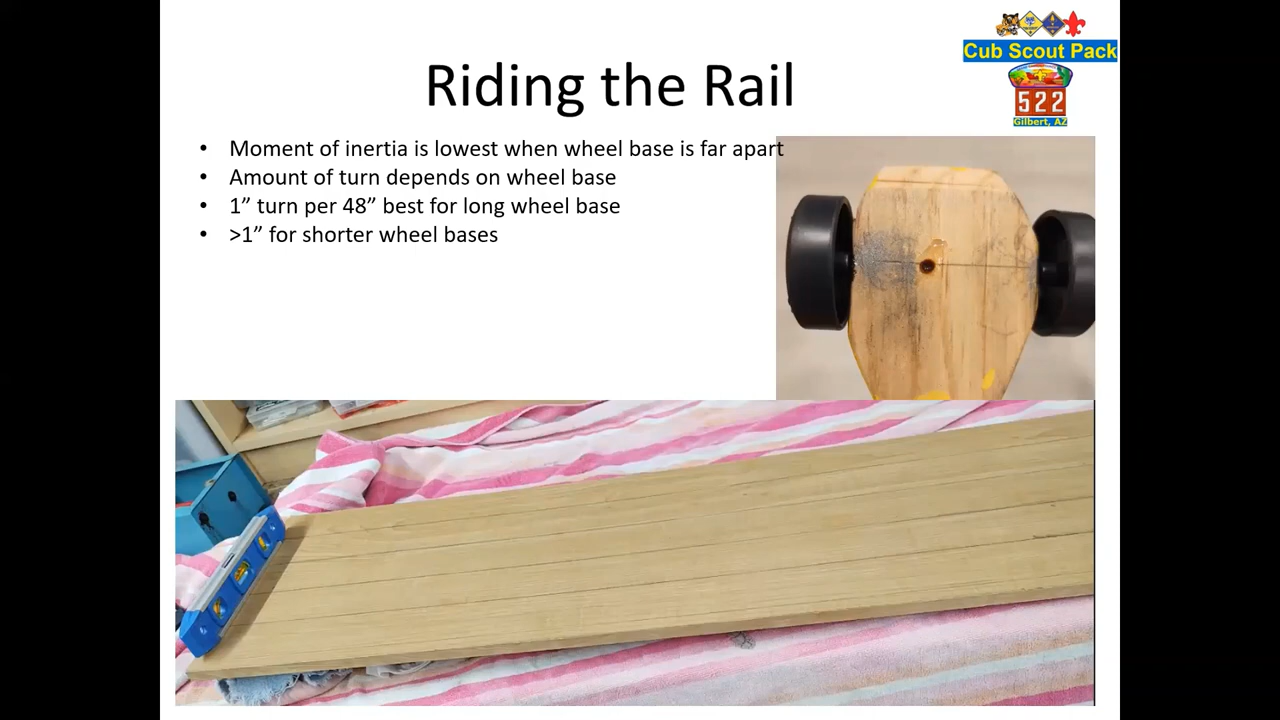 Cub Scout Pack
522
Gilbert, AZ
Riding the Rail
• Moment of inertia is lowest when wheel base is far apart
• Amount of turn depends on wheel base
• 1” turn per 48” best for long wheel base
• >1” for shorter wheel bases